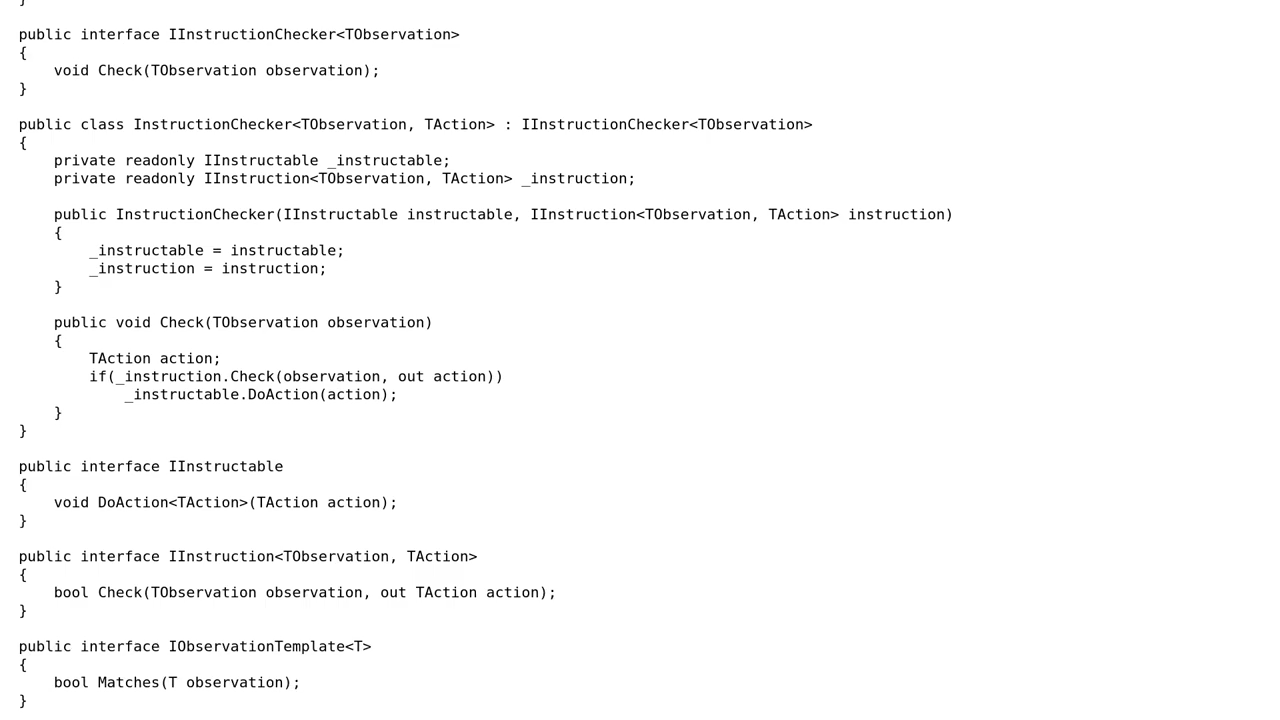 }
public interface IInstructionChecker<TObservation>
{
    void Check(TObservation observation);
}
public class InstructionChecker<TObservation, TAction> : IInstructionChecker<TObservation>
{
    private readonly IInstructable _instructable;
    private readonly IInstruction<TObservation, TAction> _instruction;
    public InstructionChecker(IInstructable instructable, IInstruction<TObservation, TAction> instruction)
    {
        _instructable = instructable;
        _instruction = instruction;
    }
    public void Check(TObservation observation)
    {
        TAction action;
        if(_instruction.Check(observation, out action))
            _instructable.DoAction(action);
    }
}
public interface IInstructable
{
    void DoAction<TAction>(TAction action);
}
public interface IInstruction<TObservation, TAction>
{
    bool Check(TObservation observation, out TAction action);
}
public interface IObservationTemplate<T>
{
    bool Matches(T observation);
}